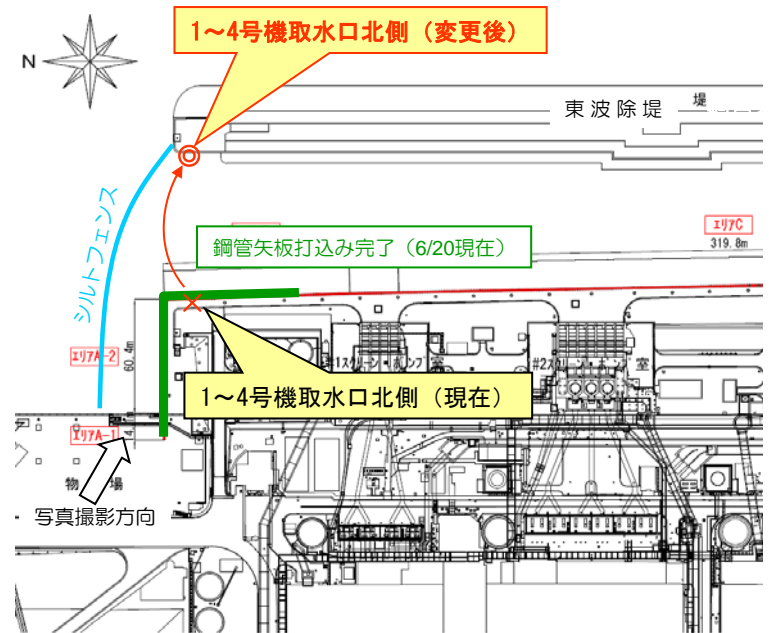 1～4号機取水口北側（変更後）
N
東波除堤
堤
シルトフェンス
エリアC
319.8m
鋼管矢板打込み完了（6/20現在）
60.4m
エリアA-2
#1スクリーン・ポンプ室
室
1～4号機取水口北側（現在）
エリアA-1
物
場
写真撮影方向